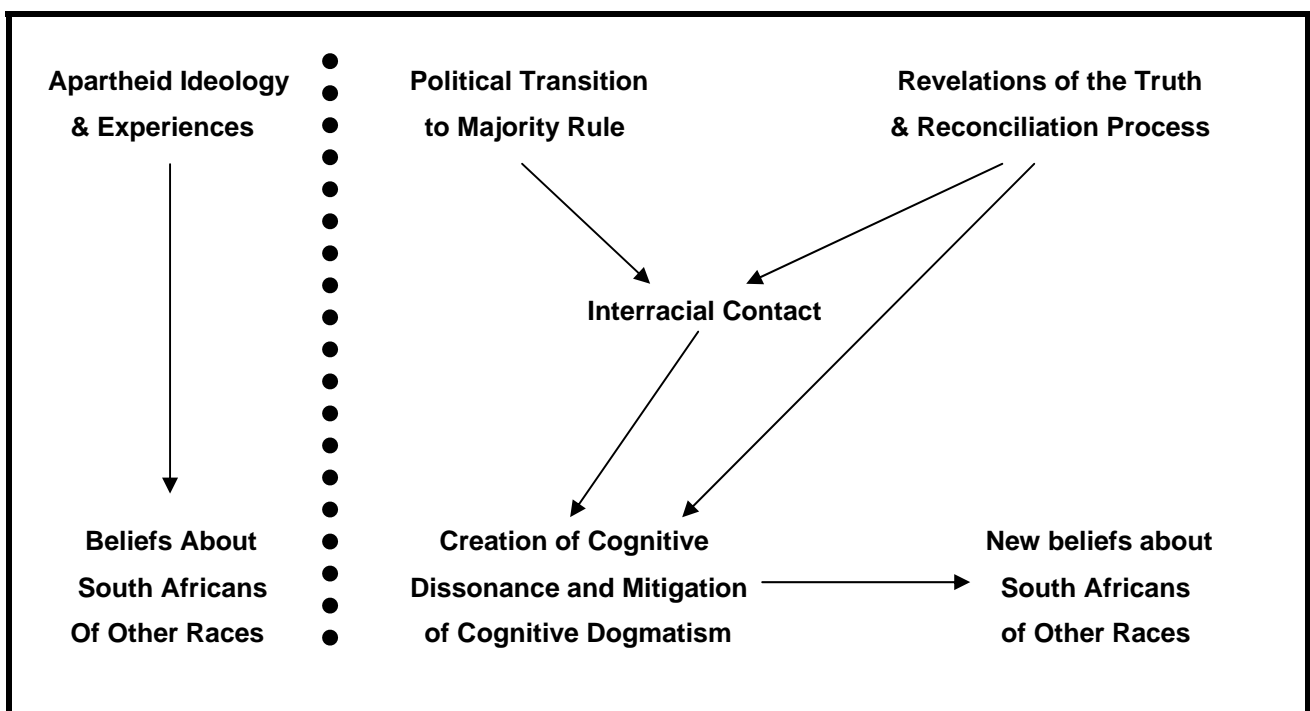 Apartheid Ideology
& Experiences
Political Transition
to Majority Rule
Revelations of the Truth
& Reconciliation Process
Interracial Contact
Beliefs About
South Africans
Of Other Races
Creation of Cognitive
Dissonance and Mitigation
of Cognitive Dogmatism
New beliefs about
South Africans
of Other Races